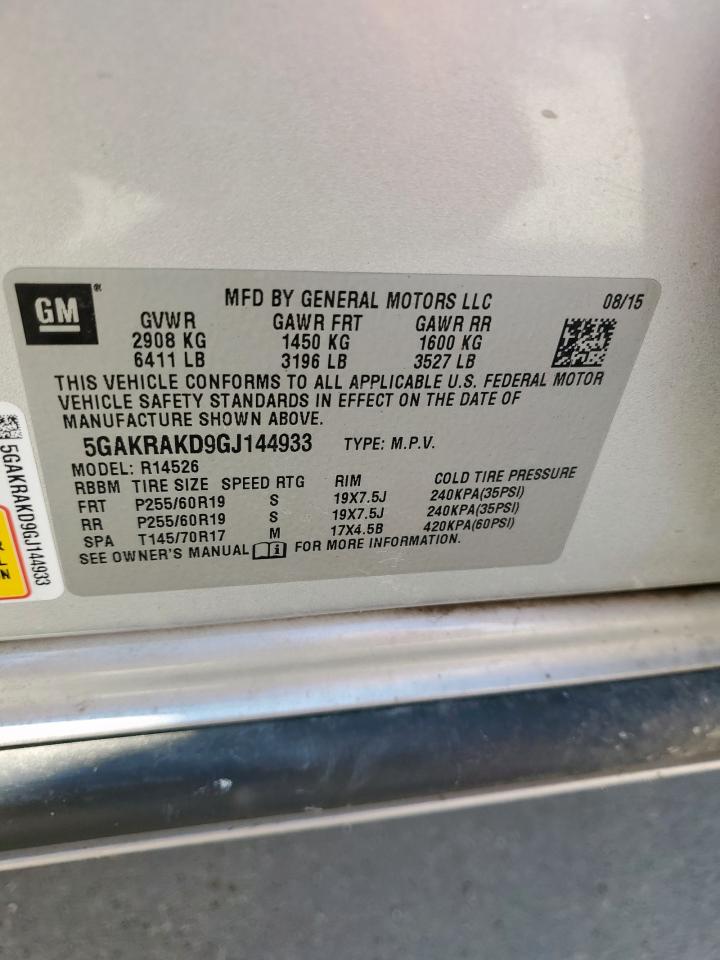 GM®
MFD BY GENERAL MOTORS LLC 08/15
GVWR GAWR FRT GAWR RR
2908 KG 1450 KG 1600 KG
6411 LB 3196 LB 3527 LB
THIS VEHICLE CONFORMS TO ALL APPLICABLE U.S. FEDERAL MOTOR
VEHICLE SAFETY STANDARDS IN EFFECT ON THE DATE OF
MANUFACTURE SHOWN ABOVE.
5GAKRAKD9GJ144933 TYPE: M.P.V.
MODEL: R14526
RBBM TIRE SIZE SPEED RTG RIM COLD TIRE PRESSURE
FRT P255/60R19 S 19X7.5J 240KPA(35PSI)
RR P255/60R19 S 19X7.5J 240KPA(35PSI)
SPA T145/70R17 M 17X4.5B 420KPA(60PSI)
SEE OWNER'S MANUAL i FOR MORE INFORMATION.
5GAKRAKD9GJ144933
R
L
N